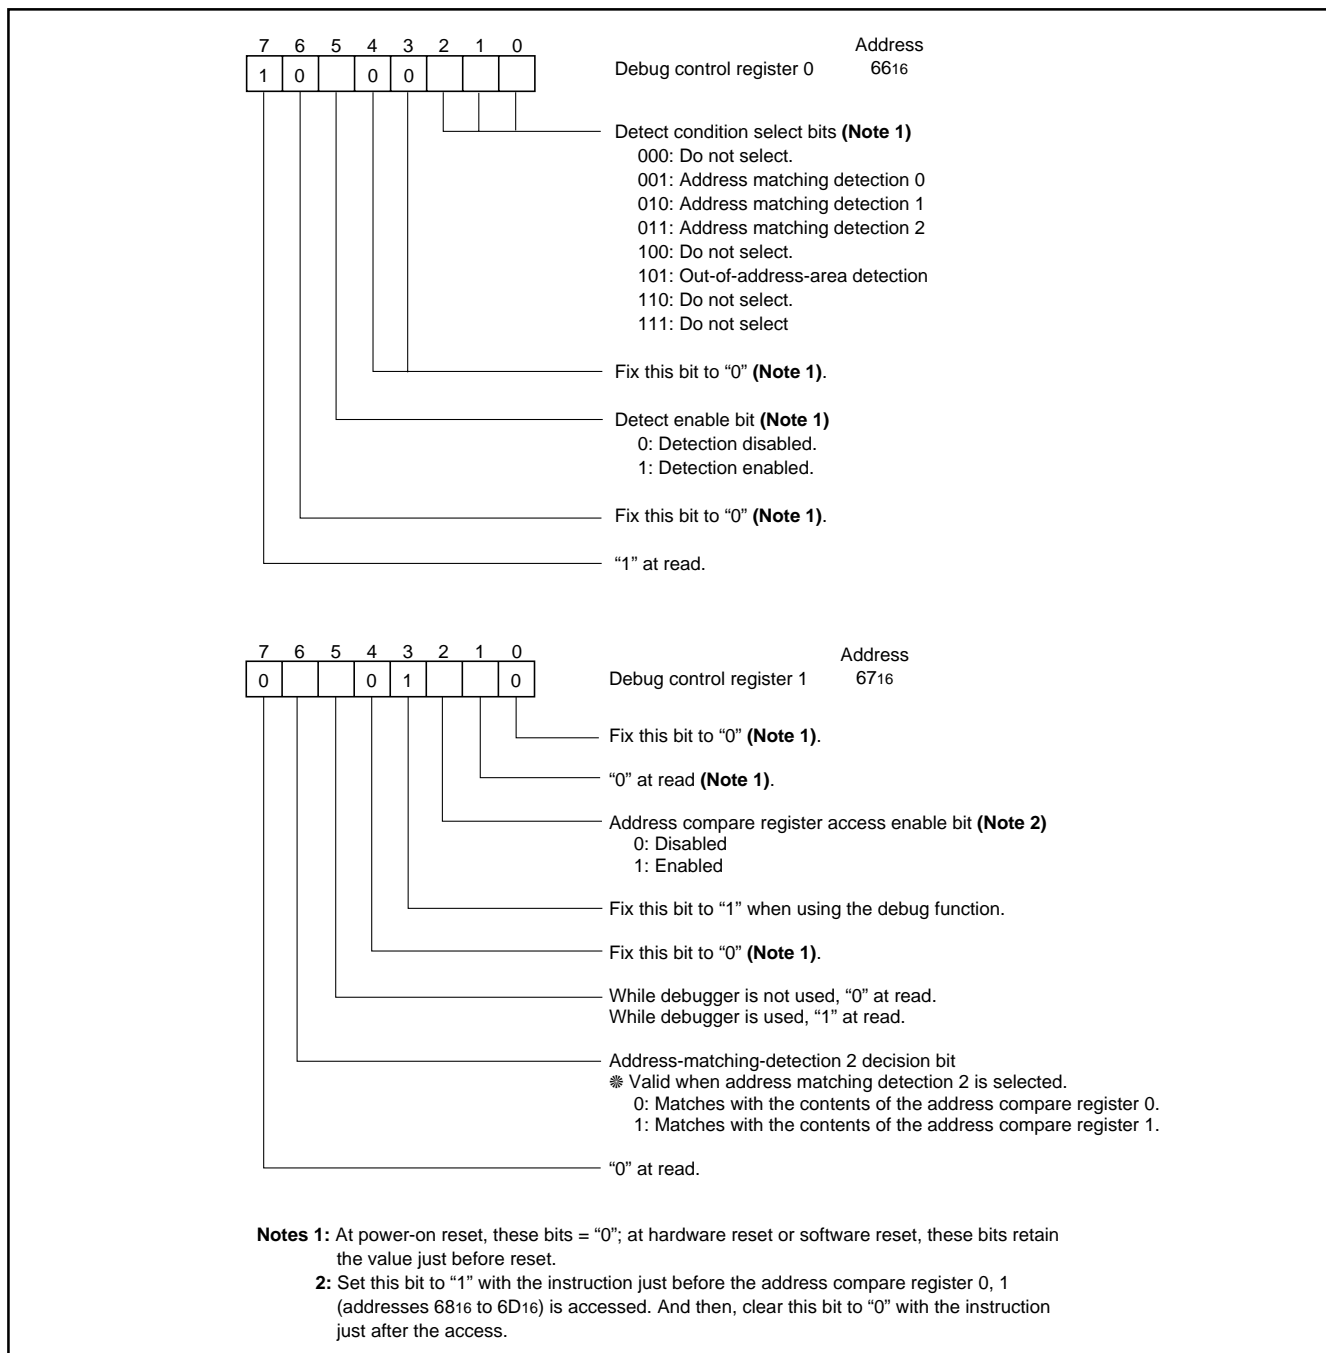 7 6 5 4 3 2 1 0
Address
1 0 0 0
Debug control register 0
6616
Detect condition select bits (Note 1)
000: Do not select.
001: Address matching detection 0
010: Address matching detection 1
011: Address matching detection 2
100: Do not select.
101: Out-of-address-area detection
110: Do not select.
111: Do not select
Fix this bit to “0” (Note 1).
Detect enable bit (Note 1)
0: Detection disabled.
1: Detection enabled.
Fix this bit to “0” (Note 1).
“1” at read.
7 6 5 4 3 2 1 0
Address
0 0 1 0
Debug control register 1
6716
Fix this bit to “0” (Note 1).
“0” at read (Note 1).
Address compare register access enable bit (Note 2)
0: Disabled
1: Enabled
Fix this bit to “1” when using the debug function.
Fix this bit to “0” (Note 1).
While debugger is not used, “0” at read.
While debugger is used, “1” at read.
Address-matching-detection 2 decision bit
❋ Valid when address matching detection 2 is selected.
0: Matches with the contents of the address compare register 0.
1: Matches with the contents of the address compare register 1.
“0” at read.
Notes 1: At power-on reset, these bits = “0”; at hardware reset or software reset, these bits retain
the value just before reset.
2: Set this bit to “1” with the instruction just before the address compare register 0, 1
(addresses 6816 to 6D16) is accessed. And then, clear this bit to “0” with the instruction
just after the access.